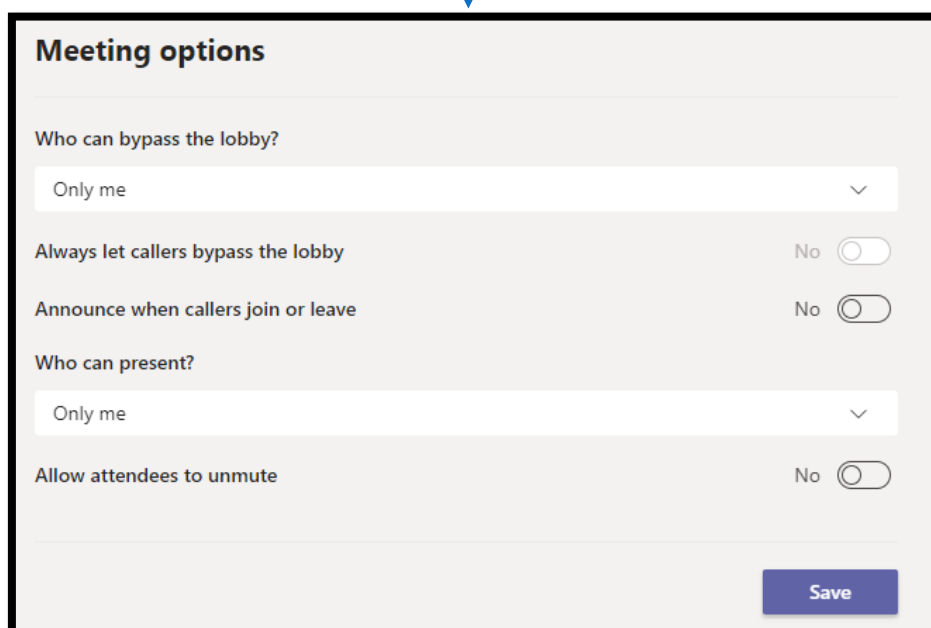 Meeting options
Who can bypass the lobby?
Only me
Always let callers bypass the lobby No
Announce when callers join or leave No
Who can present?
Only me
Allow attendees to unmute No
Save